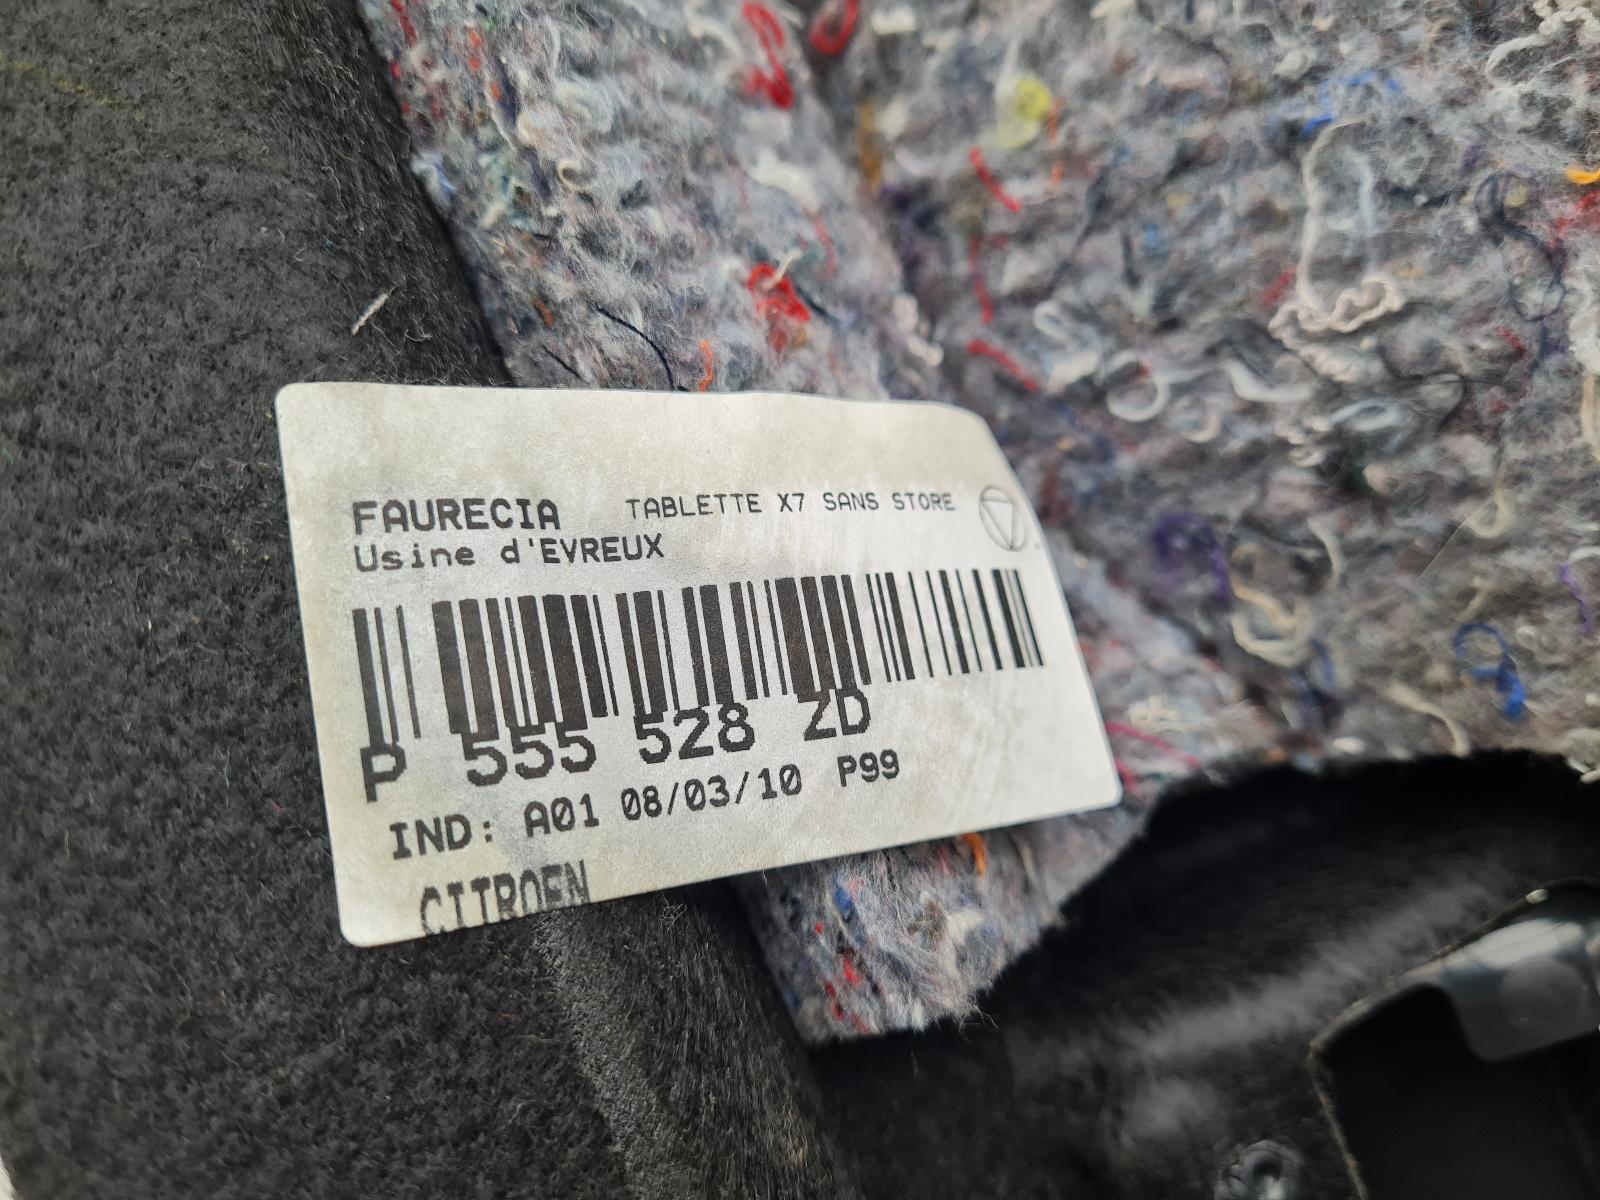 FAURECIA TABLETTE X7 SANS STORE
Usine d'EVREUX
P 555 528 ZD
IND: A01 08/03/10 P99
CITROEN